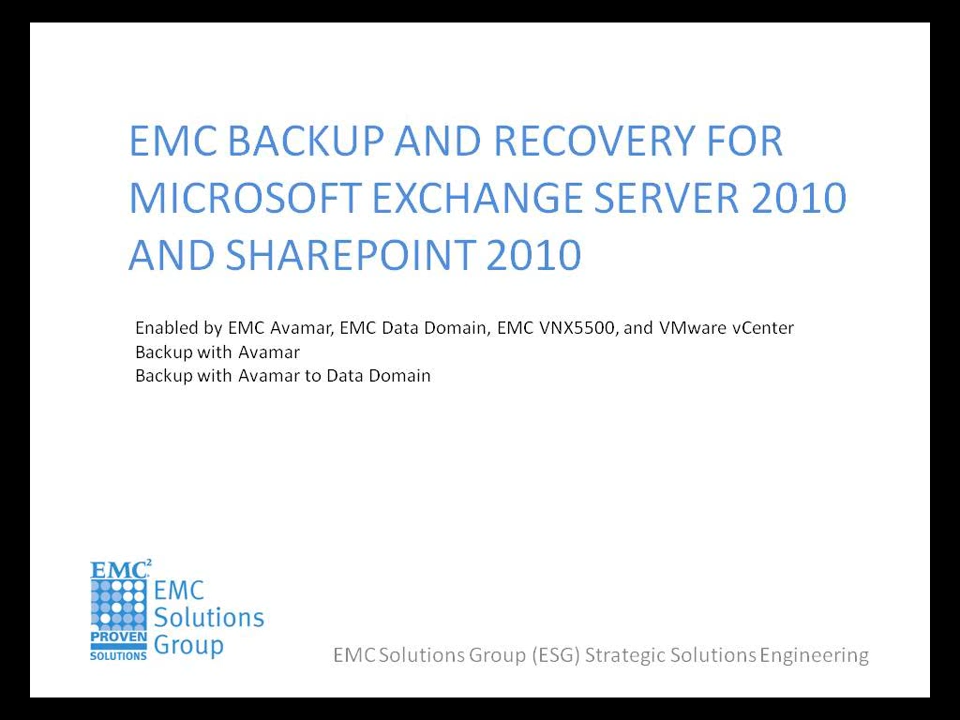 EMC BACKUP AND RECOVERY FOR
MICROSOFT EXCHANGE SERVER 2010
AND SHAREPOINT 2010
Enabled by EMC Avamar, EMC Data Domain, EMC VNX5500, and VMware vCenter
Backup with Avamar
Backup with Avamar to Data Domain
EMC²
PROVEN
SOLUTIONS
EMC
Solutions
Group
EMC Solutions Group (ESG) Strategic Solutions Engineering